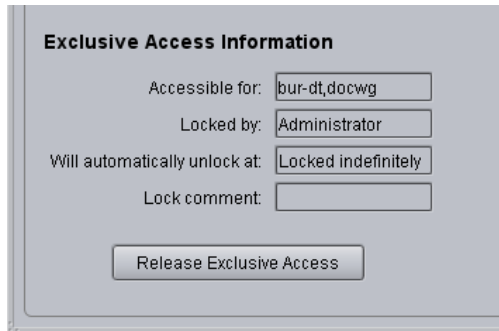 Exclusive Access Information
Accessible for: bur-dt,docwg
Locked by: Administrator
Will automatically unlock at: Locked indefinitely
Lock comment:
Release Exclusive Access